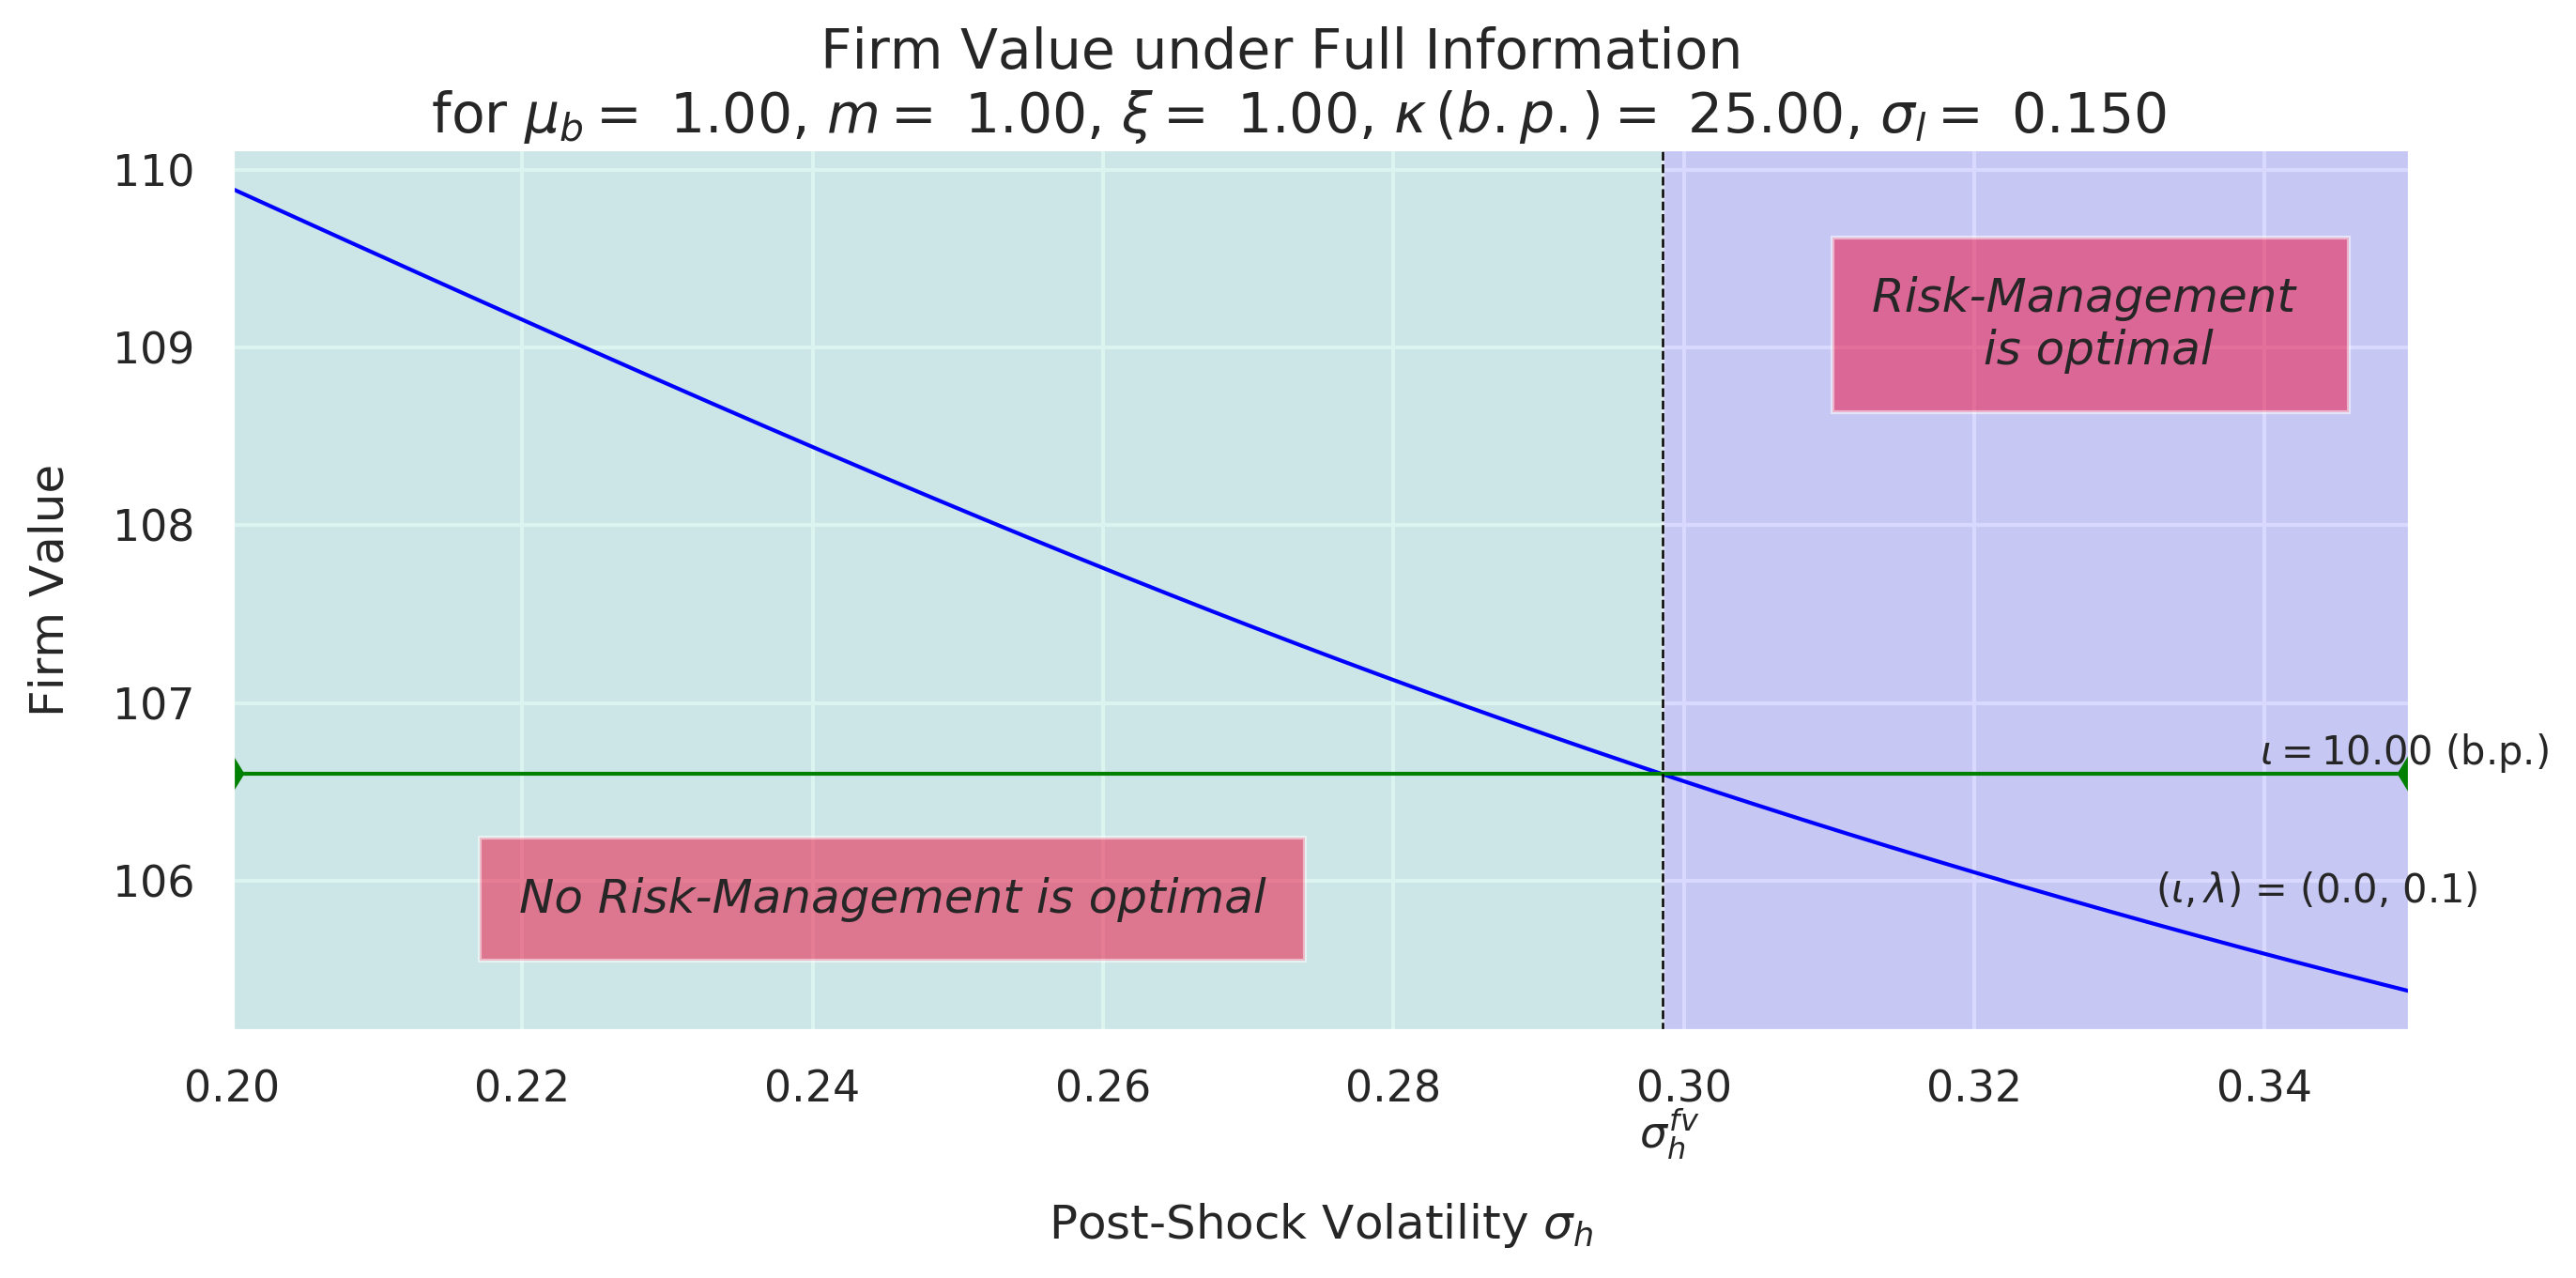 Firm Value under Full Information
for μ_b = 1.00, m = 1.00, ξ = 1.00, κ (b.p.) = 25.00, σ_l = 0.150
110
109
108
107
106
Firm Value
Risk-Management
is optimal
ι = 10.00 (b.p.)
No Risk-Management is optimal
(ι, λ) = (0.0, 0.1)
0.20 0.22 0.24 0.26 0.28 0.30 0.32 0.34
σ_h^{fv}
Post-Shock Volatility σ_h